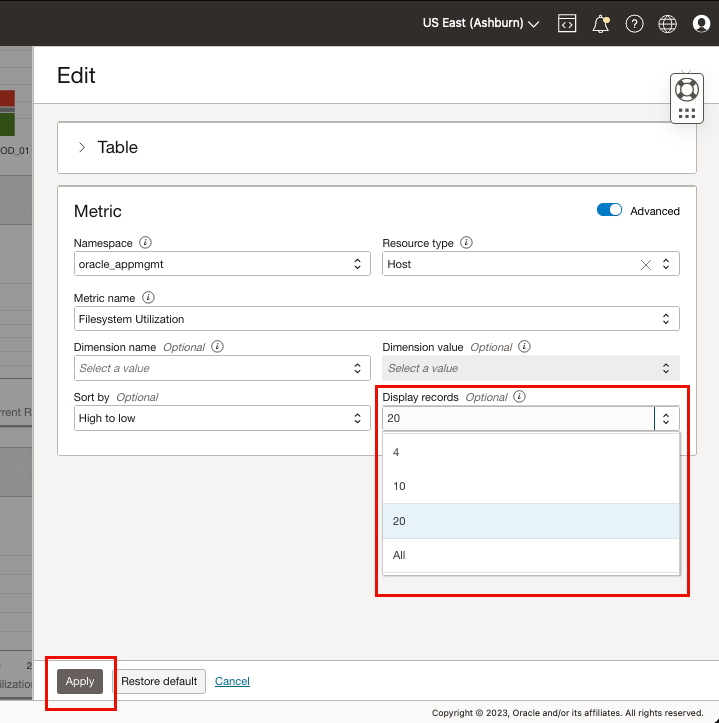 US East (Ashburn)
Edit
OD_01
Table
Metric
Advanced
Namespace
Resource type
oracle_appmgmt
Host
Metric name
Filesystem Utilization
Dimension name Optional
Dimension value Optional
Select a value
Select a value
Sort by Optional
Display records Optional
High to low
20
rrent R
4
10
20
All
2
Apply
Restore default
Cancel
ilization
Copyright © 2023, Oracle and/or its affiliates. All rights reserved.